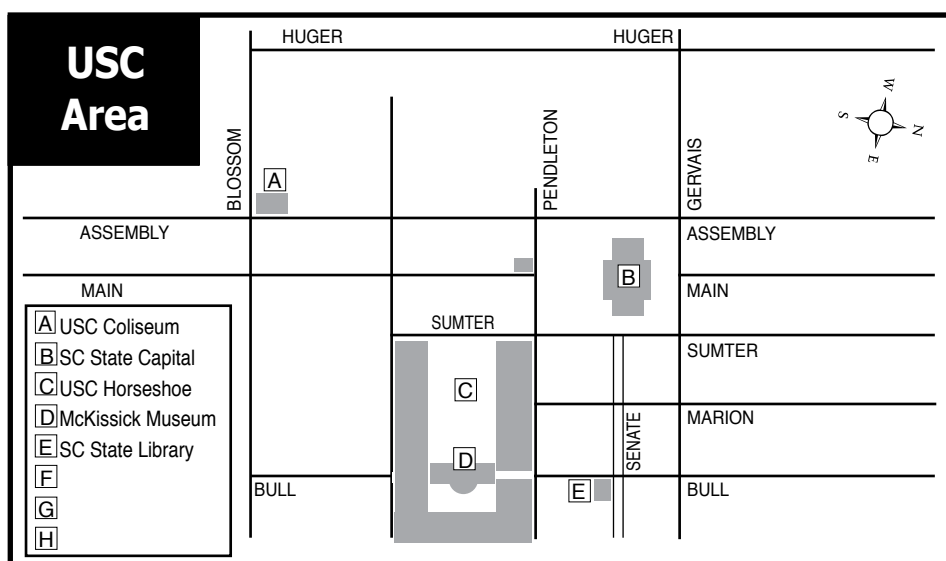 USC
Area
HUGER
HUGER
BLOSSOM
PENDLETON
GERVAIS
W
S
N
E
A
ASSEMBLY
ASSEMBLY
B
MAIN
MAIN
SUMTER
SUMTER
A USC Coliseum
B SC State Capital
C USC Horseshoe
D McKissick Museum
E SC State Library
F
G
H
C
MARION
SENATE
D
BULL
E
BULL